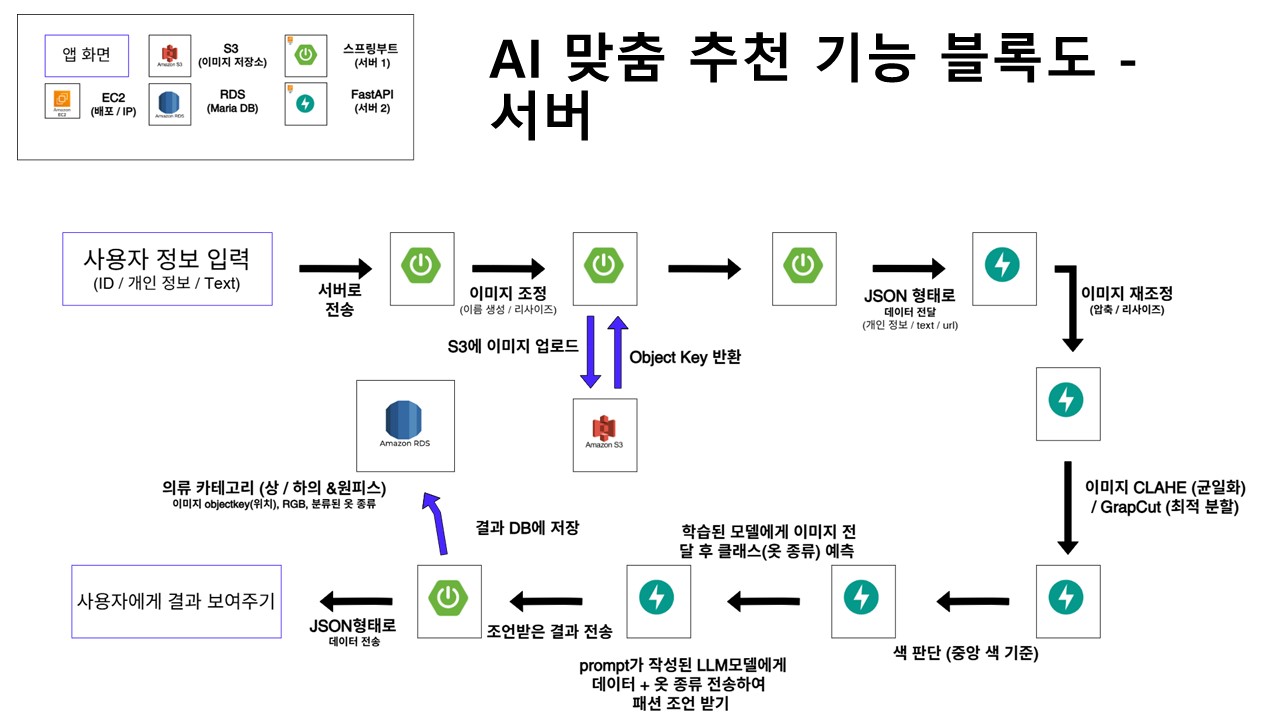 앱 화면
Amazon S3
S3
(이미지 저장소)
스프링부트
(서버 1)
Amazon
EC2
EC2
(배포 / IP)
Amazon RDS
RDS
(Maria DB)
FastAPI
(서버 2)
AI 맞춤 추천 기능 블록도 -
서버
사용자 정보 입력
(ID / 개인 정보 / Text)
서버로
전송
이미지 조정
(이름 생성 / 리사이즈)
JSON 형태로
데이터 전달
(개인 정보 / text / url)
이미지 재조정
(압축 / 리사이즈)
S3에 이미지 업로드
Object Key 반환
Amazon RDS
Amazon S3
의류 카테고리 (상 / 하의 &원피스)
이미지 objectkey(위치), RGB, 분류된 옷 종류
이미지 CLAHE (균일화)
/ GrapCut (최적 분할)
결과 DB에 저장
학습된 모델에게 이미지 전
달 후 클래스(옷 종류) 예측
사용자에게 결과 보여주기
JSON형태로
데이터 전송
조언받은 결과 전송
색 판단 (중앙 색 기준)
prompt가 작성된 LLM모델에게
데이터 + 옷 종류 전송하여
패션 조언 받기